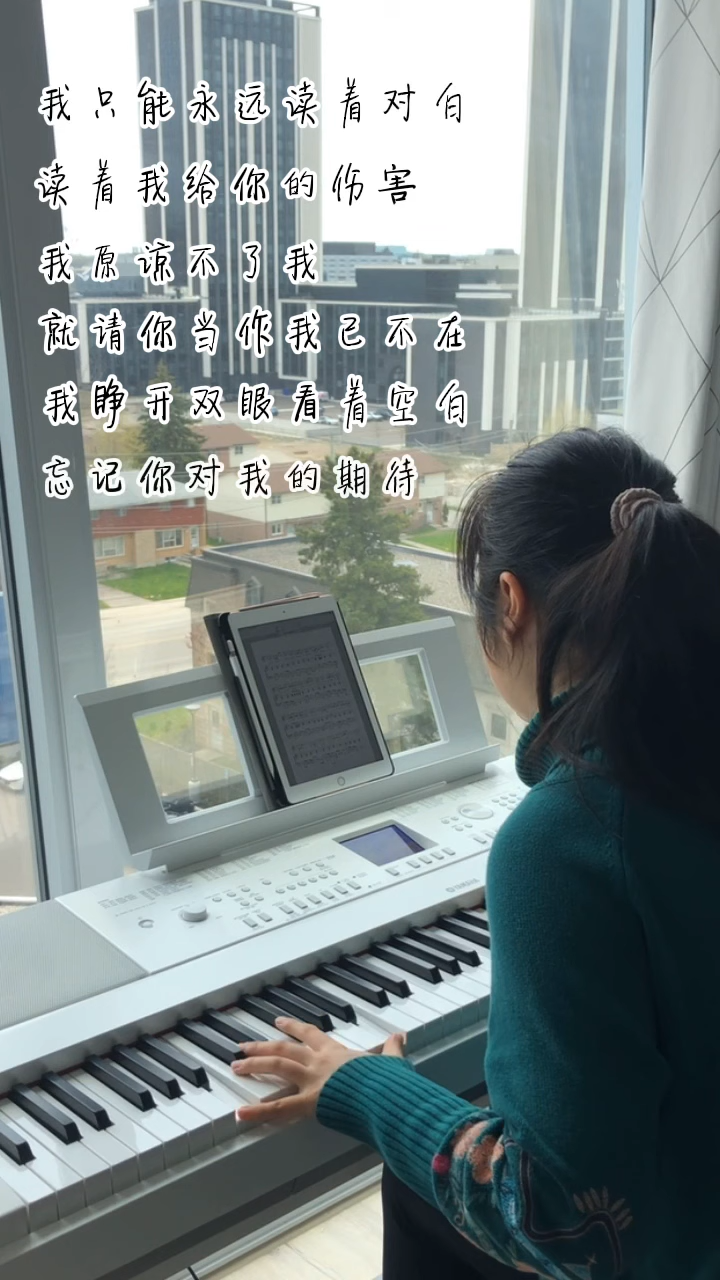 我只能永远读着对白
读着我给你的伤害
我原谅不了我
就请你当作我已不在
我睁开双眼看着空白
忘记你对我的期待